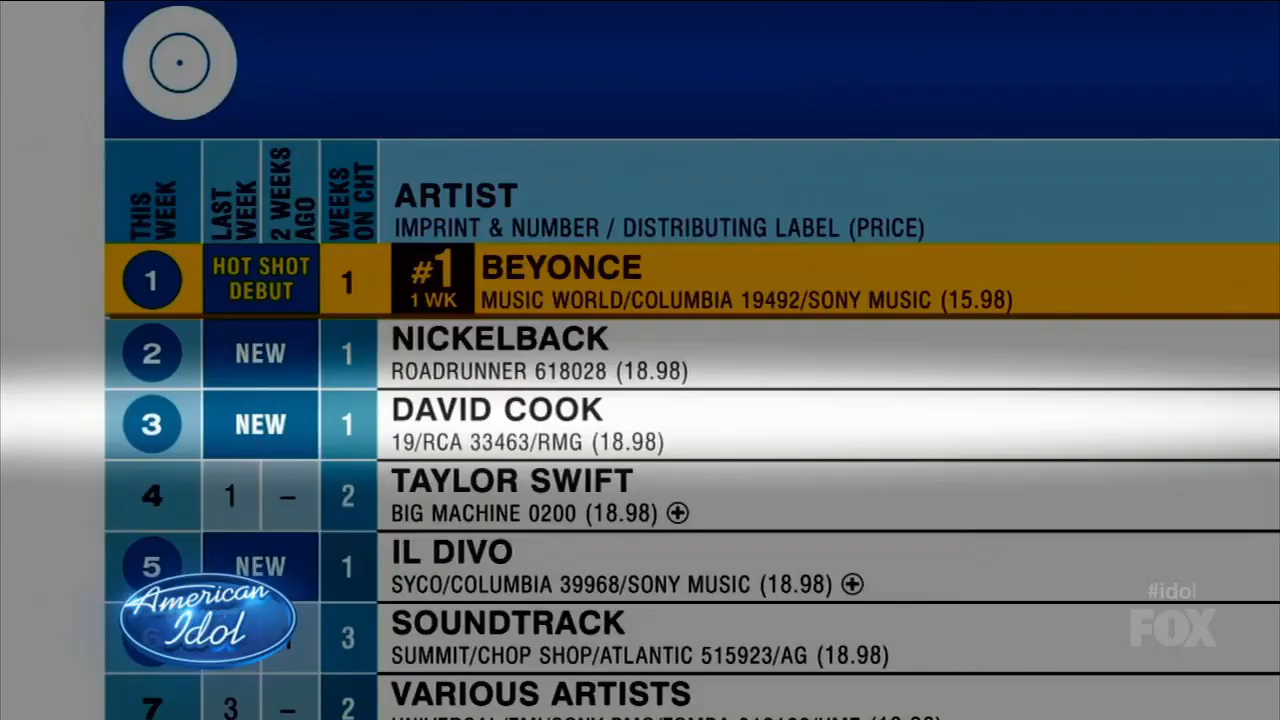 THIS WEEK
LAST WEEK
2 WEEKS AGO
WEEKS ON CHT
ARTIST
IMPRINT & NUMBER / DISTRIBUTING LABEL (PRICE)
1 HOT SHOT DEBUT 1 #1 1 WK BEYONCE
MUSIC WORLD/COLUMBIA 19492/SONY MUSIC (15.98)
2 NEW 1 NICKELBACK
ROADRUNNER 618028 (18.98)
3 NEW 1 DAVID COOK
19/RCA 33463/RMG (18.98)
4 1 – 2 TAYLOR SWIFT
BIG MACHINE 0200 (18.98)
5 NEW 1 IL DIVO
SYCO/COLUMBIA 39968/SONY MUSIC (18.98)
6 3 SOUNDTRACK
SUMMIT/CHOP SHOP/ATLANTIC 515923/AG (18.98)
7 3 – 2 VARIOUS ARTISTS
American Idol
#idol
FOX